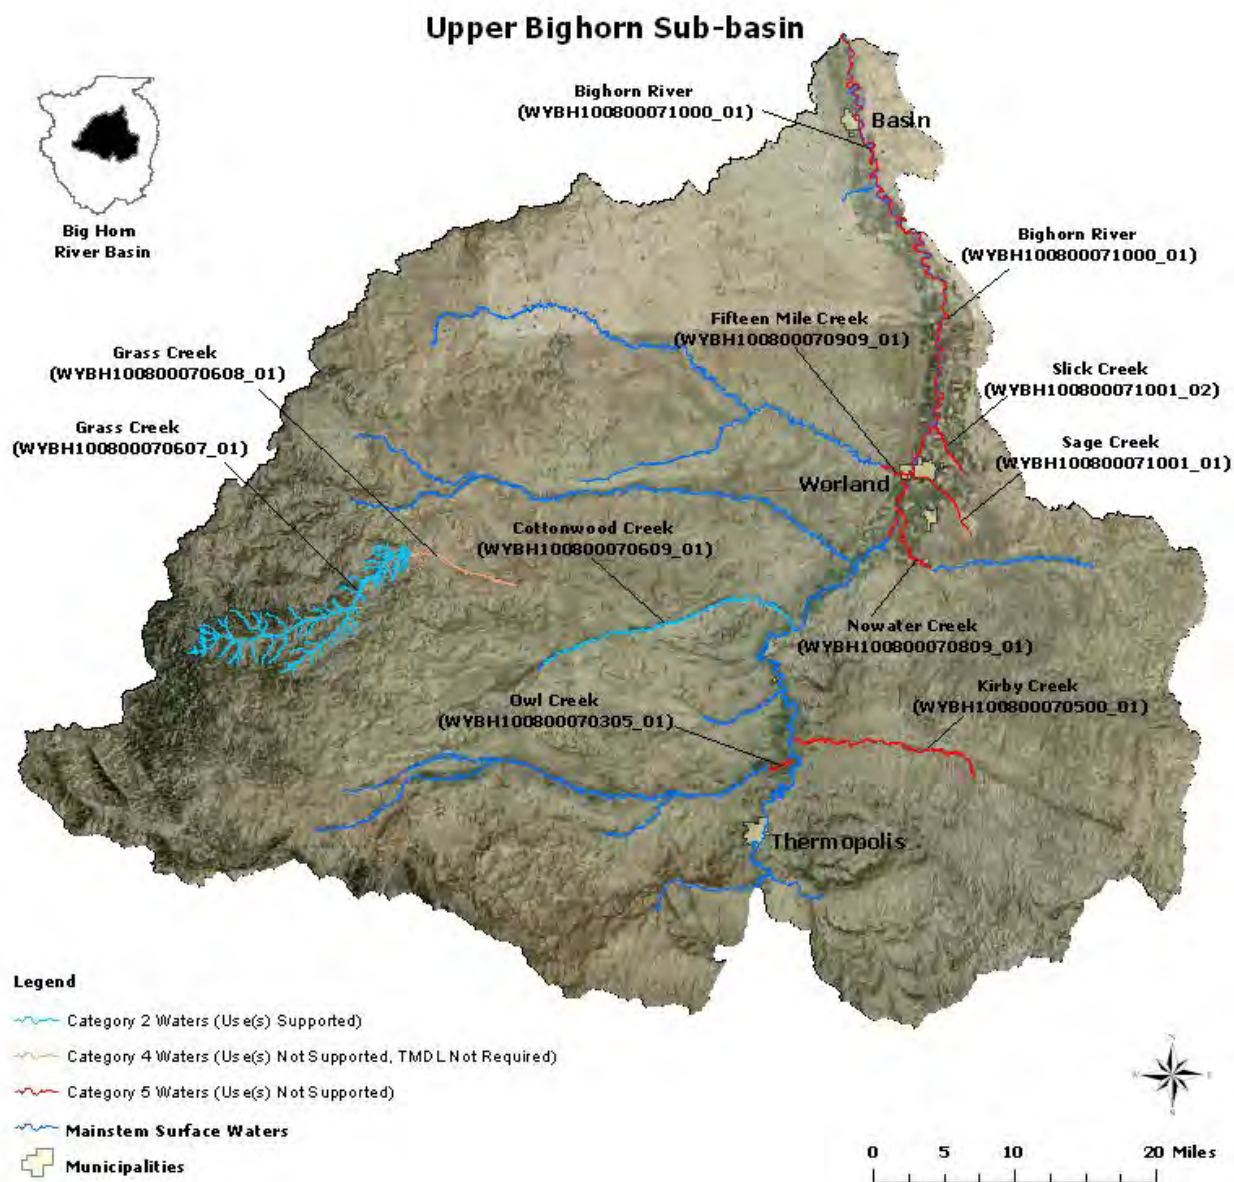 Upper Bighorn Sub-basin
Big Horn
River Basin
Bighorn River
(WYBH100800071000_01)
Basin
Bighorn River
(WYBH100800071000_01)
Fifteen Mile Creek
(WYBH100800070909_01)
Grass Creek
(WYBH100800070608_01)
Slick Creek
(WYBH100800071001_02)
Grass Creek
(WYBH100800070607_01)
Sage Creek
(WYBH100800071001_01)
Worland
Cottonwood Creek
(WYBH100800070609_01)
Nowater Creek
(WYBH100800070809_01)
Kirby Creek
(WYBH100800070500_01)
Owl Creek
(WYBH100800070305_01)
Thermopolis
Legend
Category 2 Waters (Use(s) Supported)
Category 4 Waters (Use(s) Not Supported, TMDL Not Required)
Category 5 Waters (Use(s) Not Supported)
Mainstem Surface Waters
Municipalities
N
W E
S
0 5 10 20 Miles